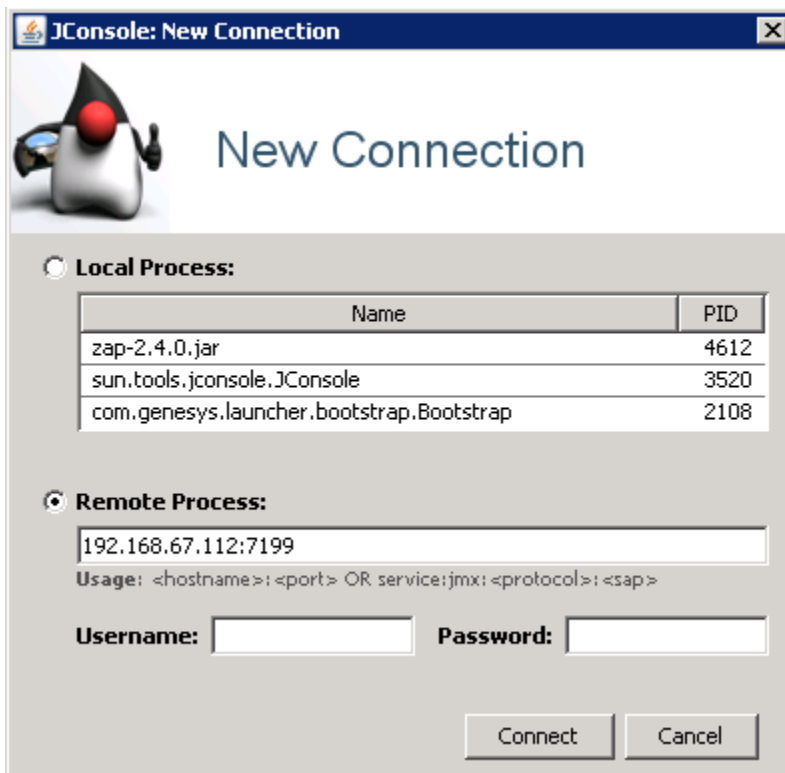 JConsole: New Connection
New Connection
Local Process:
Name PID
zap-2.4.0.jar 4612
sun.tools.jconsole.JConsole 3520
com.genesys.launcher.bootstrap.Bootstrap 2108
Remote Process:
192.168.67.112:7199
Usage: <hostname>:<port> OR service:jmx:<protocol>:<sap>
Username: Password:
Connect Cancel